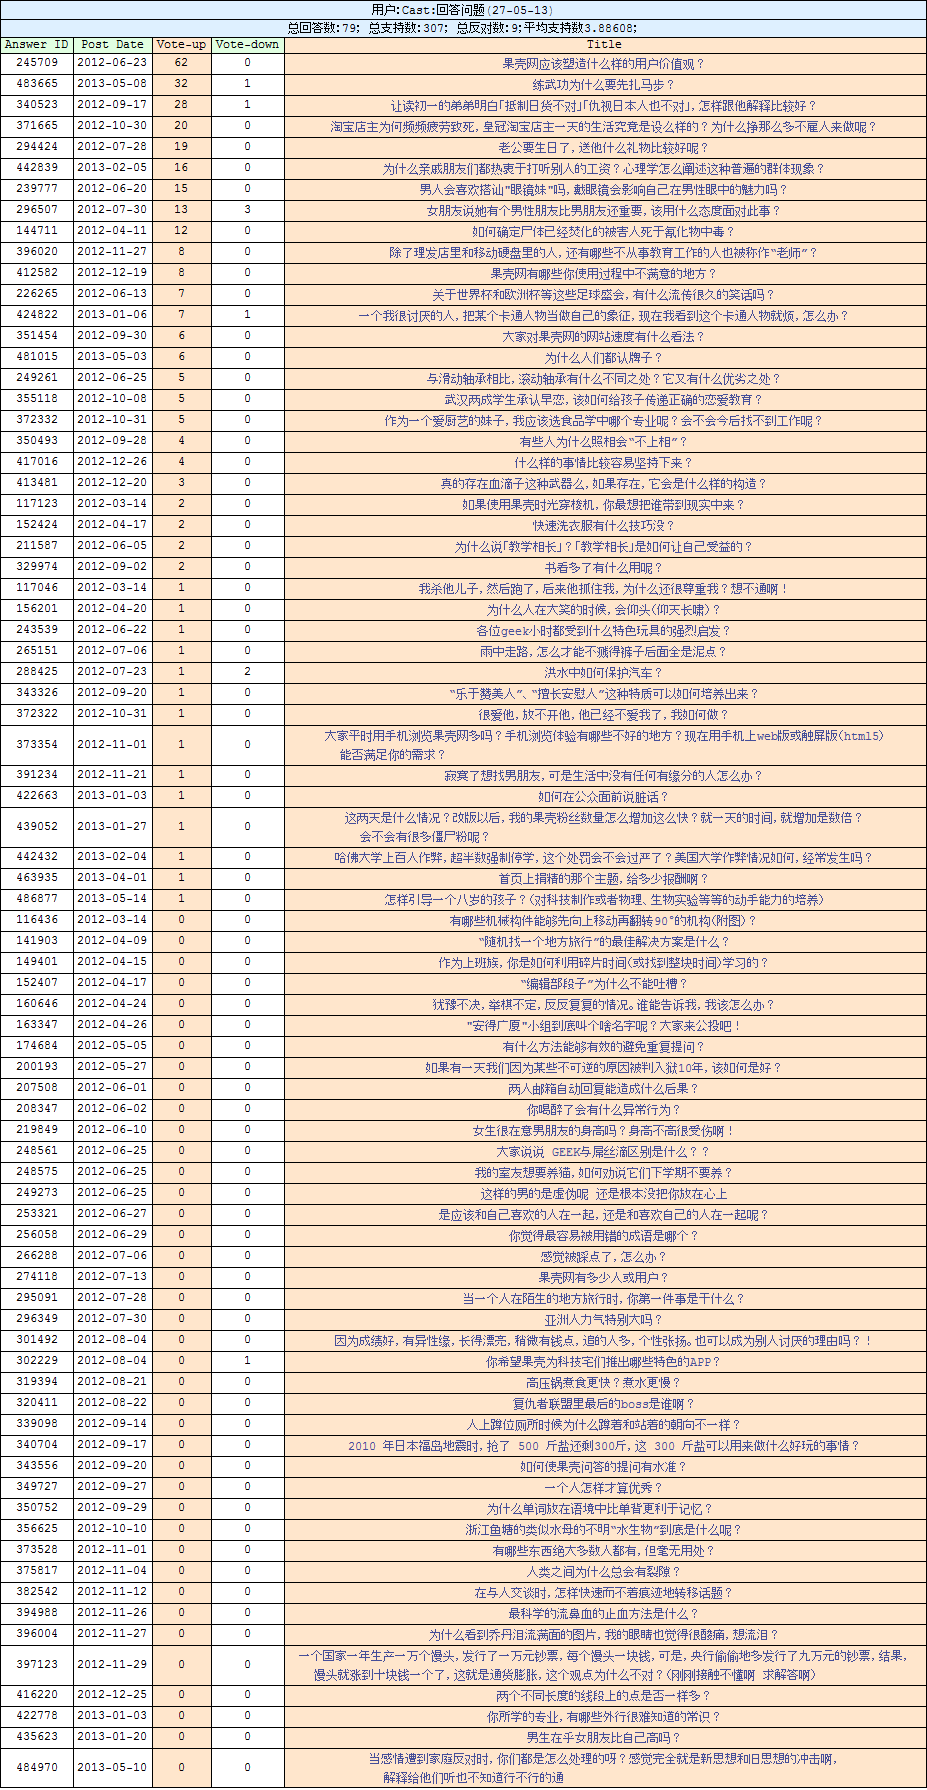 用户:Cast:回答问题(27-05-13)
总回答数:79; 总支持数:307; 总反对数:9;平均支持数3.88608;
Answer ID Post Date Vote-up Vote-down Title
245709 2012-06-23 62 0 果壳网应该塑造什么样的用户价值观？
483665 2013-05-08 32 1 练武功为什么要先扎马步？
340523 2012-09-17 28 1 让读初一的弟弟明白「抵制日货不对」「仇视日本人也不对」，怎样跟他解释比较好？
371665 2012-10-30 20 0 淘宝店主为何频频疲劳致死，皇冠淘宝店主一天的生活究竟是设么样的？为什么挣那么多不雇人来做呢？
294424 2012-07-28 19 0 老公要生日了，送他什么礼物比较好呢？
442839 2013-02-05 16 0 为什么亲戚朋友们都热衷于打听别人的工资？心理学怎么阐述这种普遍的群体现象？
239777 2012-06-20 15 0 男人会喜欢搭讪"眼镜妹"吗，戴眼镜会影响自己在男性眼中的魅力吗？
296507 2012-07-30 13 3 女朋友说她有个男性朋友比男朋友还重要，该用什么态度面对此事？
144711 2012-04-11 12 0 如何确定尸体已经焚化的被害人死于氰化物中毒？
396020 2012-11-27 8 0 除了理发店里和移动硬盘里的人，还有哪些不从事教育工作的人也被称作“老师”？
412582 2012-12-19 8 0 果壳网有哪些你使用过程中不满意的地方？
226265 2012-06-13 7 0 关于世界杯和欧洲杯等这些足球盛会，有什么流传很久的笑话吗？
424822 2013-01-06 7 1 一个我很讨厌的人，把某个卡通人物当做自己的象征，现在我看到这个卡通人物就烦，怎么办？
351454 2012-09-30 6 0 大家对果壳网的网站速度有什么看法？
481015 2013-05-03 6 0 为什么人们都认牌子？
249261 2012-06-25 5 0 与滑动轴承相比，滚动轴承有什么不同之处？它又有什么优劣之处？
355118 2012-10-08 5 0 武汉两成学生承认早恋，该如何给孩子传递正确的恋爱教育？
372332 2012-10-31 5 0 作为一个爱厨艺的妹子，我应该选食品学中哪个专业呢？会不会今后找不到工作呢？
350493 2012-09-28 4 0 有些人为什么照相会“不上相”？
417016 2012-12-26 4 0 什么样的事情比较容易坚持下来？
413481 2012-12-20 3 0 真的存在血滴子这种武器么，如果存在，它会是什么样的构造？
117123 2012-03-14 2 0 如果使用果壳时光穿梭机，你最想把谁带到现实中来？
152424 2012-04-17 2 0 快速洗衣服有什么技巧没？
211587 2012-06-05 2 0 为什么说「教学相长」？「教学相长」是如何让自己受益的？
329974 2012-09-02 2 0 书看多了有什么用呢？
117046 2012-03-14 1 0 我杀他儿子，然后跑了，后来他抓住我，为什么还很尊重我？想不通啊！
156201 2012-04-20 1 0 为什么人在大笑的时候，会仰头(仰天长啸)？
243539 2012-06-22 1 0 各位geek小时都受到什么特色玩具的强烈启发？
265151 2012-07-06 1 0 雨中走路，怎么才能不溅得裤子后面全是泥点？
288425 2012-07-23 1 2 洪水中如何保护汽车？
343326 2012-09-20 1 0 “乐于赞美人”、“擅长安慰人”这种特质可以如何培养出来？
372322 2012-10-31 1 0 很爱他，放不开他，他已经不爱我了，我如何做？
373354 2012-11-01 1 0 大家平时用手机浏览果壳网多吗？手机浏览体验有哪些不好的地方？现在用手机上web版或触屏版(html5)
能否满足你的需求？
391234 2012-11-21 1 0 寂寞了想找男朋友，可是生活中没有任何有缘分的人怎么办？
422663 2013-01-03 1 0 如何在公众面前说脏话？
439052 2013-01-27 1 0 这两天是什么情况？改版以后，我的果壳粉丝数量怎么增加这么快？就一天的时间，就增加是数倍？
会不会有很多僵尸粉呢？
442432 2013-02-04 1 0 哈佛大学上百人作弊，超半数强制停学，这个处罚会不会过严了？美国大学作弊情况如何，经常发生吗？
463935 2013-04-01 1 0 首页上捐精的那个主题，给多少报酬啊？
486877 2013-05-14 1 0 怎样引导一个八岁的孩子？(对科技制作或者物理、生物实验等等的动手能力的培养)
116436 2012-03-14 0 0 有哪些机械构件能够先向上移动再翻转90°的机构(附图)？
141903 2012-04-09 0 0 “随机找一个地方旅行”的最佳解决方案是什么？
149401 2012-04-15 0 0 作为上班族，你是如何利用碎片时间(或找到整块时间)学习的？
152407 2012-04-17 0 0 “编辑部段子”为什么不能吐槽？
160646 2012-04-24 0 0 犹豫不决，举棋不定，反反复复的情况。谁能告诉我，我该怎么办？
163347 2012-04-26 0 0 "安得广厦"小组到底叫个啥名字呢？大家来公投吧！
174684 2012-05-05 0 0 有什么方法能够有效的避免重复提问？
200193 2012-05-27 0 0 如果有一天我们因为某些不可逆的原因被判入狱10年，该如何是好？
207508 2012-06-01 0 0 两人邮箱自动回复能造成什么后果？
208347 2012-06-02 0 0 你喝醉了会有什么异常行为？
219849 2012-06-10 0 0 女生很在意男朋友的身高吗？身高不高很受伤啊！
248561 2012-06-25 0 0 大家说说 GEEK与屌丝滴区别是什么？？
248575 2012-06-25 0 0 我的室友想要养猫，如何劝说它们下学期不要养？
249273 2012-06-25 0 0 这样的男的是虚伪呢 还是根本没把你放在心上
253321 2012-06-27 0 0 是应该和自己喜欢的人在一起，还是和喜欢自己的人在一起呢？
256058 2012-06-29 0 0 你觉得最容易被用错的成语是哪个？
266288 2012-07-06 0 0 感觉被踩点了，怎么办？
274118 2012-07-13 0 0 果壳网有多少人或用户？
295091 2012-07-28 0 0 当一个人在陌生的地方旅行时，你第一件事是干什么？
296349 2012-07-30 0 0 亚洲人力气特别大吗？
301492 2012-08-04 0 0 因为成绩好，有异性缘，长得漂亮，稍微有钱点，追的人多，个性张扬。也可以成为别人讨厌的理由吗？！
302229 2012-08-04 0 1 你希望果壳为科技宅们推出哪些特色的APP？
319394 2012-08-21 0 0 高压锅煮食更快？煮水更慢？
320411 2012-08-22 0 0 复仇者联盟里最后的boss是谁啊？
339098 2012-09-14 0 0 人上蹲位厕所时候为什么蹲着和站着的朝向不一样？
340704 2012-09-17 0 0 2010 年日本福岛地震时，抢了 500 斤盐还剩300斤，这 300 斤盐可以用来做什么好玩的事情？
343556 2012-09-20 0 0 如何使果壳问答的提问有水准？
349727 2012-09-27 0 0 一个人怎样才算优秀？
350752 2012-09-29 0 0 为什么单词放在语境中比单背更利于记忆？
356625 2012-10-10 0 0 浙江鱼塘的类似水母的不明“水生物”到底是什么呢？
373528 2012-11-01 0 0 有哪些东西绝大多数人都有，但毫无用处？
375817 2012-11-04 0 0 人类之间为什么总会有裂隙？
382542 2012-11-12 0 0 在与人交谈时，怎样快速而不着痕迹地转移话题？
394988 2012-11-26 0 0 最科学的流鼻血的止血方法是什么？
396004 2012-11-27 0 0 为什么看到乔丹泪流满面的图片，我的眼睛也觉得很酸痛，想流泪？
397123 2012-11-29 0 0 一个国家一年生产一万个馒头，发行了一万元钞票，每个馒头一块钱，可是，央行偷偷地多发行了九万元的钞票，结果，
馒头就涨到十块钱一个了，这就是通货膨胀，这个观点为什么不对？(刚刚接触不懂啊 求解答啊)
416220 2012-12-25 0 0 两个不同长度的线段上的点是否一样多？
422778 2013-01-03 0 0 你所学的专业，有哪些外行很难知道的常识？
435623 2013-01-20 0 0 男生在乎女朋友比自己高吗？
484970 2013-05-10 0 0 当感情遭到家庭反对时，你们都是怎么处理的呀？感觉完全就是新思想和旧思想的冲击啊，
解释给他们听也不知道行不行的通